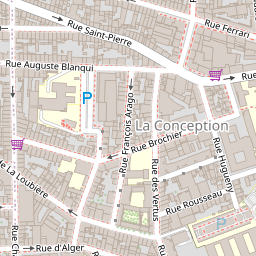 Rue Saint-Pierre
Rue Ferrari
Rue Auguste Blanqui
P
Rue François Arago
La Conception
Rue Brochier
de La Loubière
Rue des Vertus
Rue Hugueny
Rue Rousseau
P
Rue d'Alger